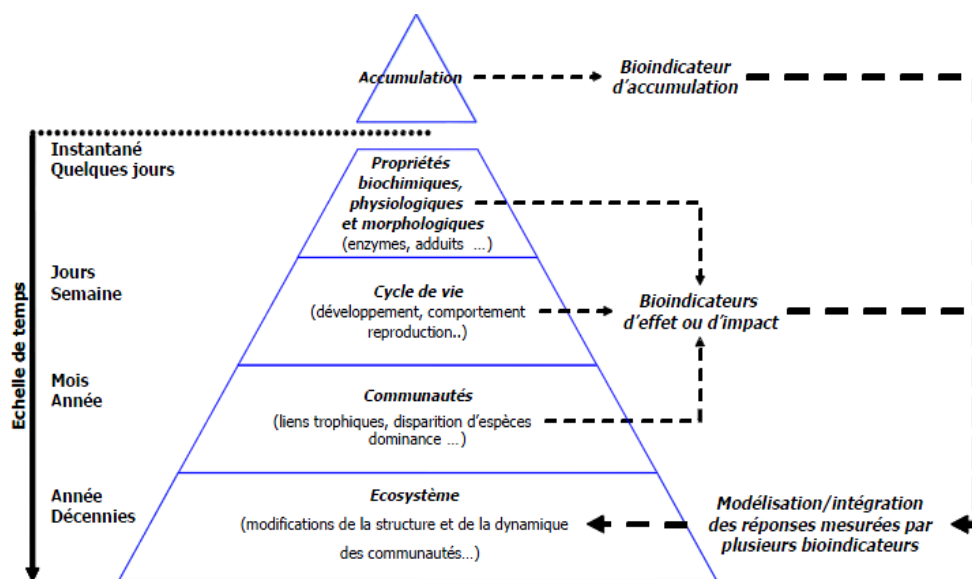 Accumulation
Bioindicateur
d'accumulation
Echelle de temps
Instantané
Quelques jours
Propriétés
biochimiques,
physiologiques
et morphologiques
(enzymes, adduits ...)
Jours
Semaine
Cycle de vie
(développement, comportement
reproduction..)
Bioindicateurs
d'effet ou d'impact
Mois
Année
Communautés
(liens trophiques, disparition d'espèces
dominance ...)
Année
Décennies
Ecosystème
(modifications de la structure et de la dynamique
des communautés...)
Modélisation/intégration
des réponses mesurées par
plusieurs bioindicateurs